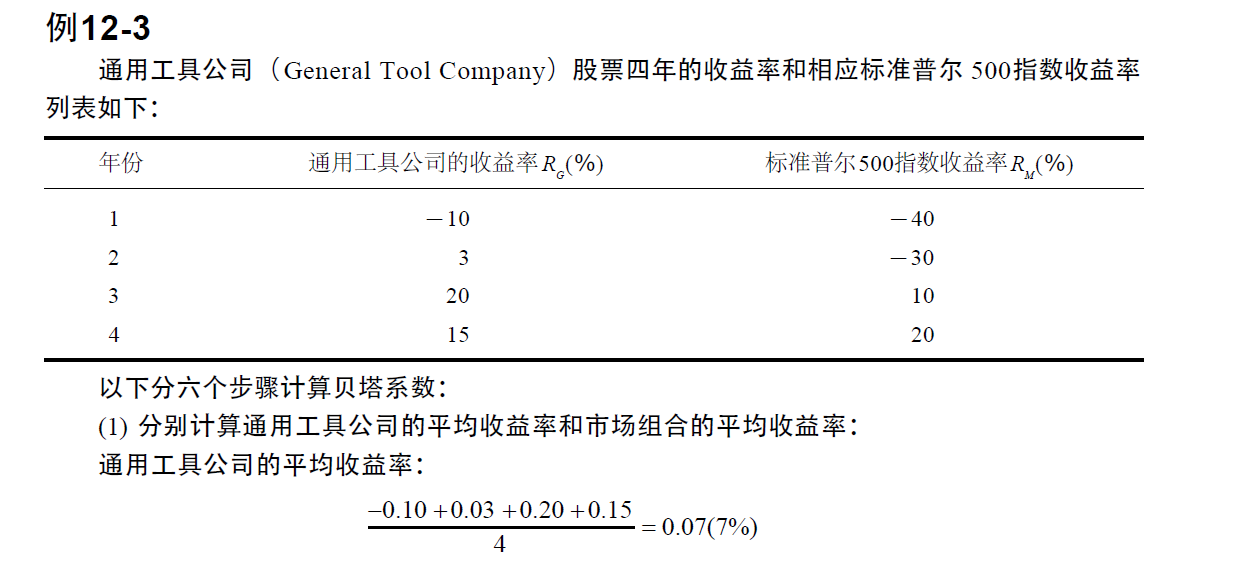 例12-3
通用工具公司（General Tool Company）股票四年的收益率和相应标准普尔 500指数收益率
列表如下：
年份 通用工具公司的收益率 R_G(%) 标准普尔500指数收益率 R_M(%)
1 －10 －40
2 3 －30
3 20 10
4 15 20
以下分六个步骤计算贝塔系数：
(1) 分别计算通用工具公司的平均收益率和市场组合的平均收益率：
通用工具公司的平均收益率：
−0.10 +0.03 +0.20 +0.15
4
= 0.07(7%)